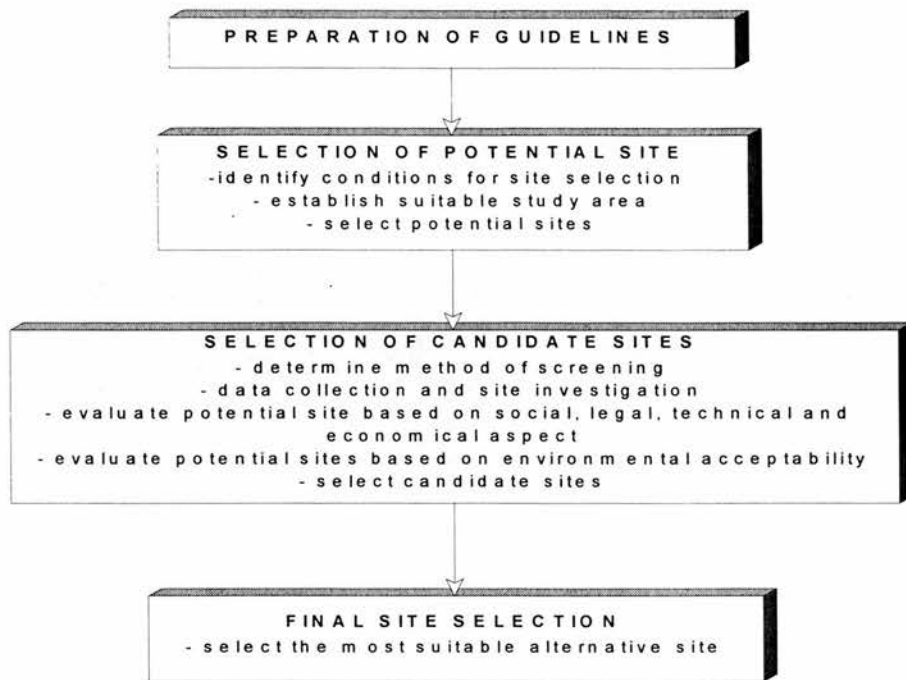 PREPARATION OF GUIDELINES
SELECTION OF POTENTIAL SITE
-identify conditions for site selection
- establish suitable study area
- select potential sites
SELECTION OF CANDIDATE SITES
- determine method of screening
- data collection and site investigation
- evaluate potential site based on social, legal, technical and
economical aspect
- evaluate potential sites based on environmental acceptability
- select candidate sites
FINAL SITE SELECTION
- select the most suitable alternative site